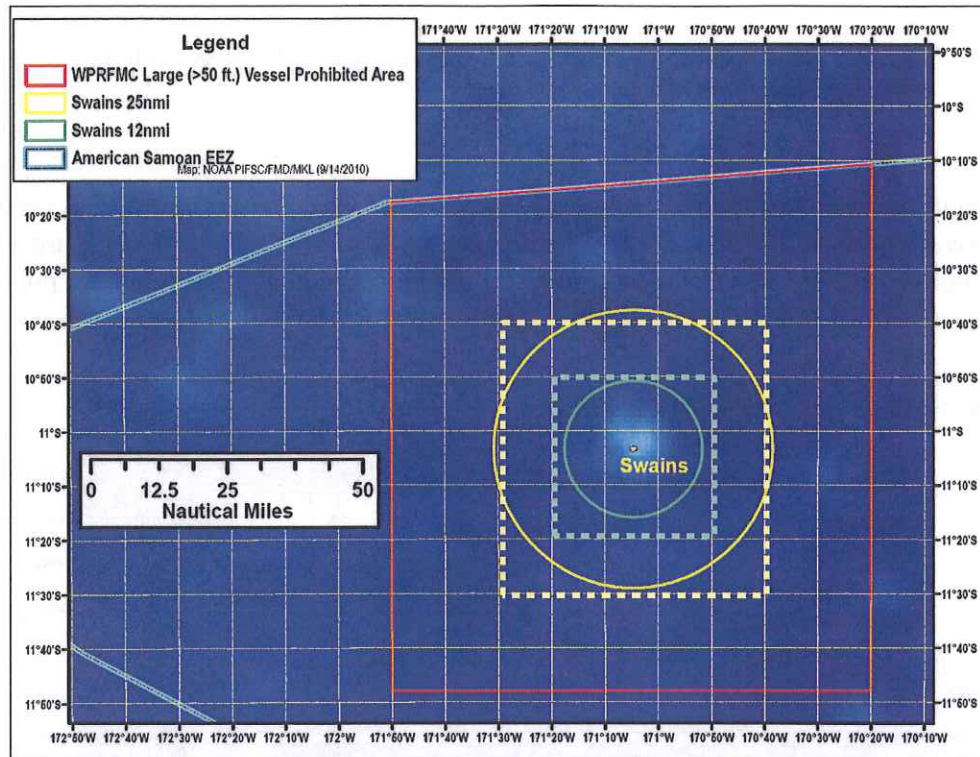 171°40'W 171°30'W 171°20'W 171°10'W 171°W 170°50'W 170°40'W 170°30'W 170°20'W 170°10'W
Legend
WPRFMC Large (>50 ft.) Vessel Prohibited Area
Swains 25nmi
Swains 12nmi
American Samoan EEZ
Map: NOAA PIFSC/FMD/MKL (9/14/2010)
9°50'S
10°S
10°10'S
10°20'S 10°20'S
10°30'S 10°30'S
10°40'S 10°40'S
10°50'S 10°50'S
11°S 11°S
Swains
0 12.5 25 50
Nautical Miles
11°10'S 11°10'S
11°20'S 11°20'S
11°30'S 11°30'S
11°40'S 11°40'S
11°50'S 11°50'S
172°50'W 172°40'W 172°30'W 172°20'W 172°10'W 172°W 171°50'W 171°40'W 171°30'W 171°20'W 171°10'W 171°W 170°50'W 170°40'W 170°30'W 170°20'W 170°10'W